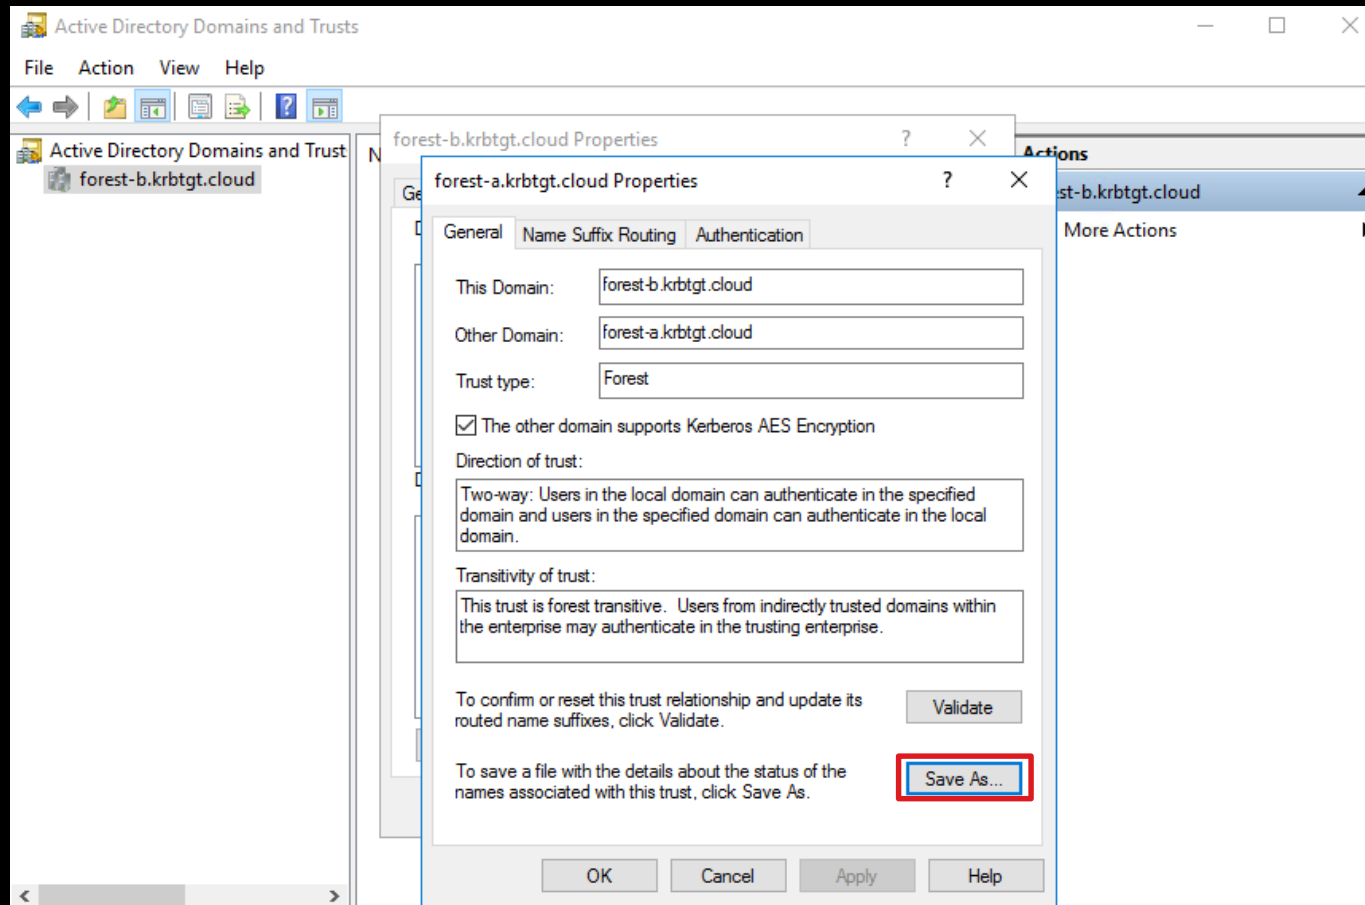 Active Directory Domains and Trusts
File Action View Help
Active Directory Domains and Trust
forest-b.krbtgt.cloud
N
forest-b.krbtgt.cloud Properties
?
Ge
forest-a.krbtgt.cloud Properties
?
General Name Suffix Routing Authentication
This Domain: forest-b.krbtgt.cloud
Other Domain: forest-a.krbtgt.cloud
Trust type: Forest
The other domain supports Kerberos AES Encryption
Direction of trust:
Two-way: Users in the local domain can authenticate in the specified
domain and users in the specified domain can authenticate in the local
domain.
Transitivity of trust:
This trust is forest transitive. Users from indirectly trusted domains within
the enterprise may authenticate in the trusting enterprise.
To confirm or reset this trust relationship and update its
routed name suffixes, click Validate.
Validate
To save a file with the details about the status of the
names associated with this trust, click Save As.
Save As...
OK Cancel Apply Help
Actions
st-b.krbtgt.cloud
More Actions